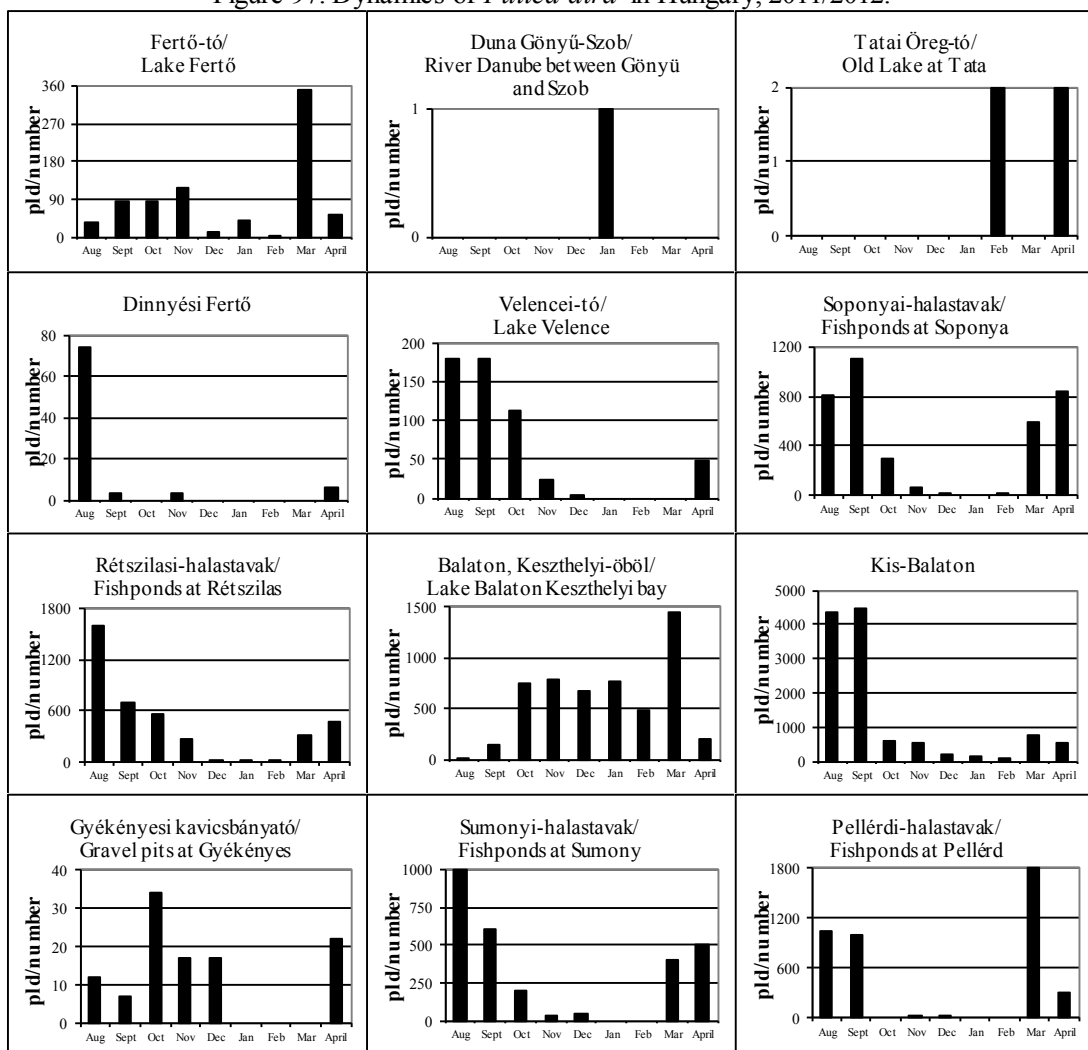 Figure 97. Dynamics of Fulica atra in Hungary, 2011/2012.
Fertő-tó/
Lake Fertő
pld/number
360
270
180
90
0
Aug Sept Oct Nov Dec Jan Feb Mar April
Duna Gönyű-Szob/
River Danube between Gönyü
and Szob
pld/number
1
0
Aug Sept Oct Nov Dec Jan Feb Mar April
Tatai Öreg-tó/
Old Lake at Tata
pld/number
2
1
0
Aug Sept Oct Nov Dec Jan Feb Mar April
Dinnyési Fertő
pld/number
80
60
40
20
0
Aug Sept Oct Nov Dec Jan Feb Mar April
Velencei-tó/
Lake Velence
pld/number
200
150
100
50
0
Aug Sept Oct Nov Dec Jan Feb Mar April
Soponyai-halastavak/
Fishponds at Soponya
pld/number
1200
800
400
0
Aug Sept Oct Nov Dec Jan Feb Mar April
Rétszilasi-halastavak/
Fishponds at Rétszilas
pld/number
1800
1200
600
0
Aug Sept Oct Nov Dec Jan Feb Mar April
Balaton, Keszthelyi-öböl/
Lake Balaton Keszthelyi bay
pld/number
1500
1000
500
0
Aug Sept Oct Nov Dec Jan Feb Mar April
Kis-Balaton
pld/number
5000
4000
3000
2000
1000
0
Aug Sept Oct Nov Dec Jan Feb Mar April
Gyékényesi kavicsbányató/
Gravel pits at Gyékényes
pld/number
40
30
20
10
0
Aug Sept Oct Nov Dec Jan Feb Mar April
Sumonyi-halastavak/
Fishponds at Sumony
pld/number
1000
750
500
250
0
Aug Sept Oct Nov Dec Jan Feb Mar April
Pellérdi-halastavak/
Fishponds at Pellérd
pld/number
1800
1200
600
0
Aug Sept Oct Nov Dec Jan Feb Mar April